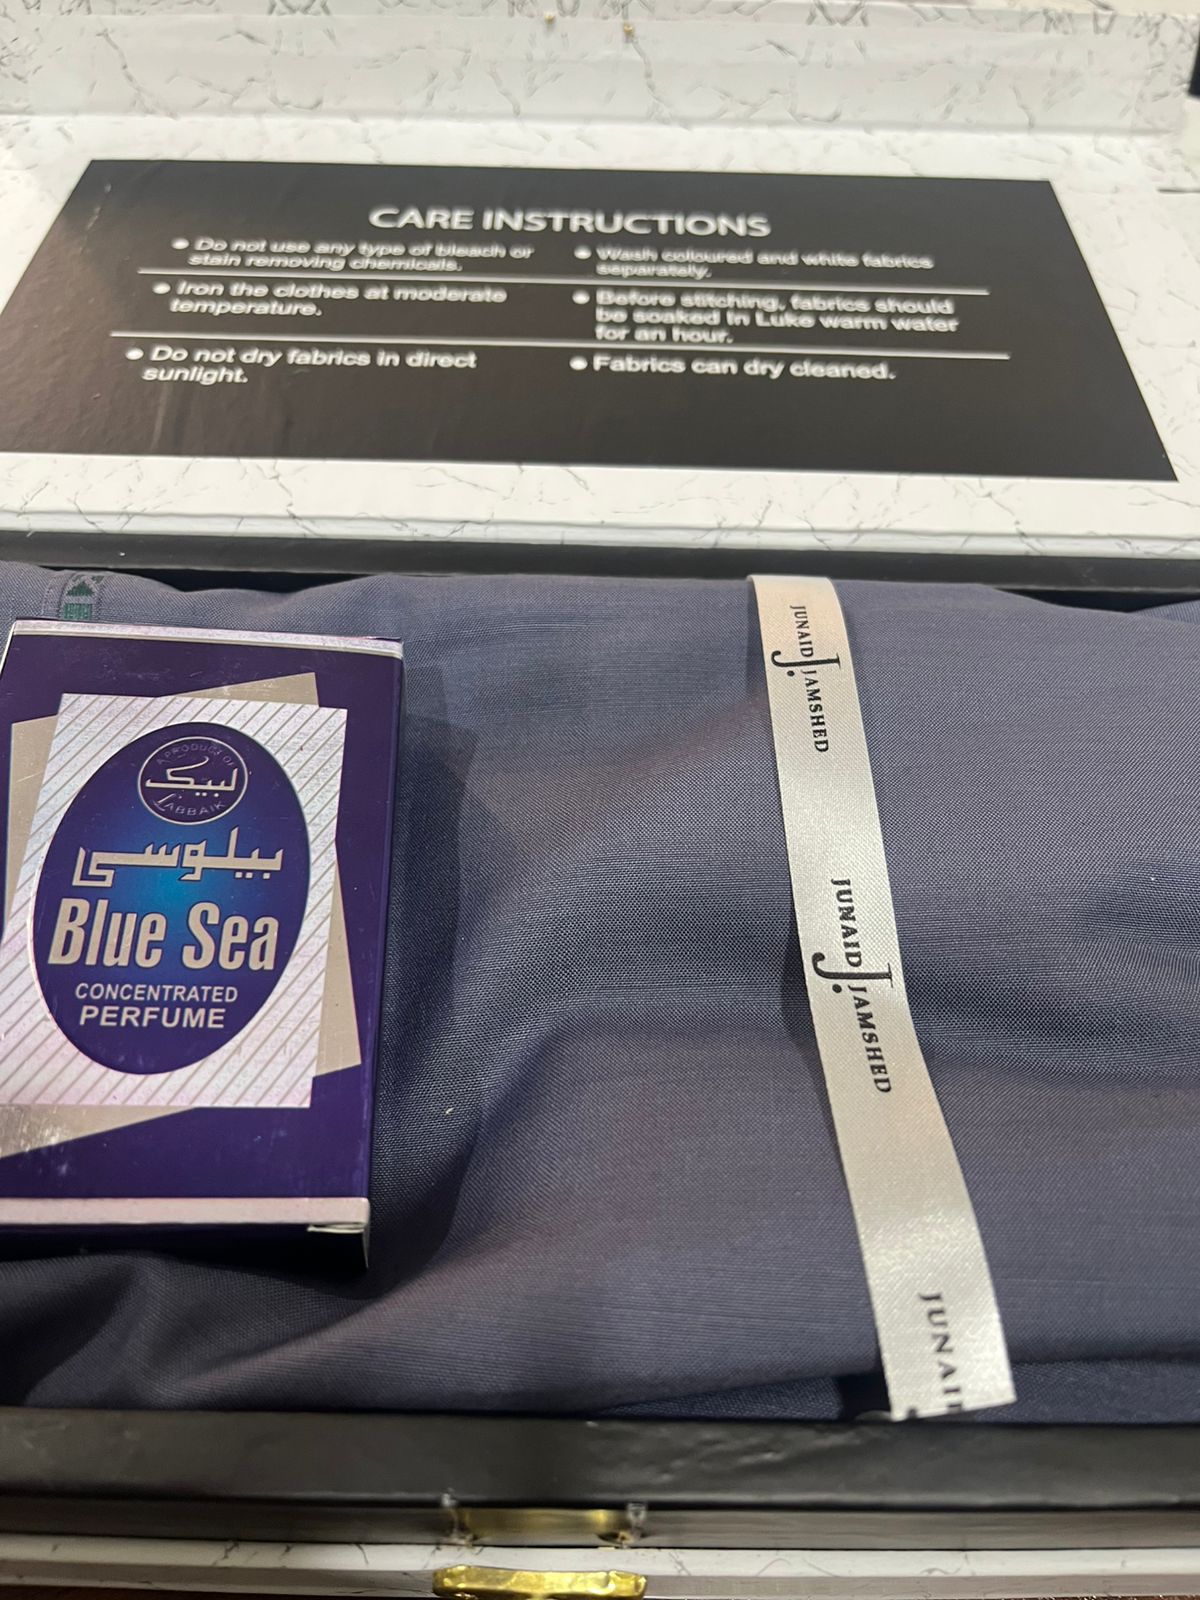 CARE INSTRUCTIONS
● Do not use any type of bleach or
stain removing chemicals.
● Iron the clothes at moderate
temperature.
● Do not dry fabrics in direct
sunlight.
● Wash coloured and white fabrics
separately.
● Before stitching, fabrics should
be soaked in Luke warm water
for an hour.
● Fabrics can dry cleaned.
A PRODUCT OF
لبیک
LABBAIK
بیلوسی
Blue Sea
CONCENTRATED
PERFUME
JUNAID J. JAMSHED
JUNAID J. JAMSHED
JUNAI